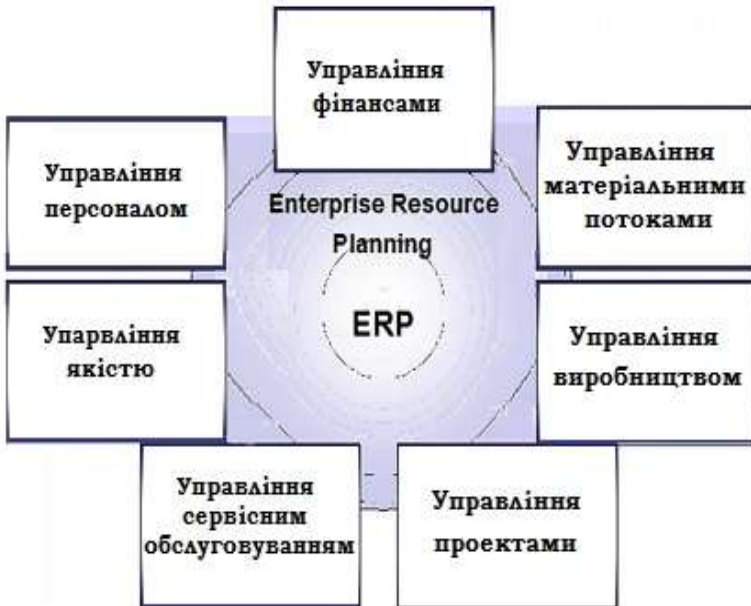 Управління
фінансами
Управління
персоналом
Управління
матеріальними
потоками
Enterprise Resource
Planning
ERP
Упарвління
якістю
Управління
виробництвом
Управління
сервісним
обслуговуванням
Управління
проектами